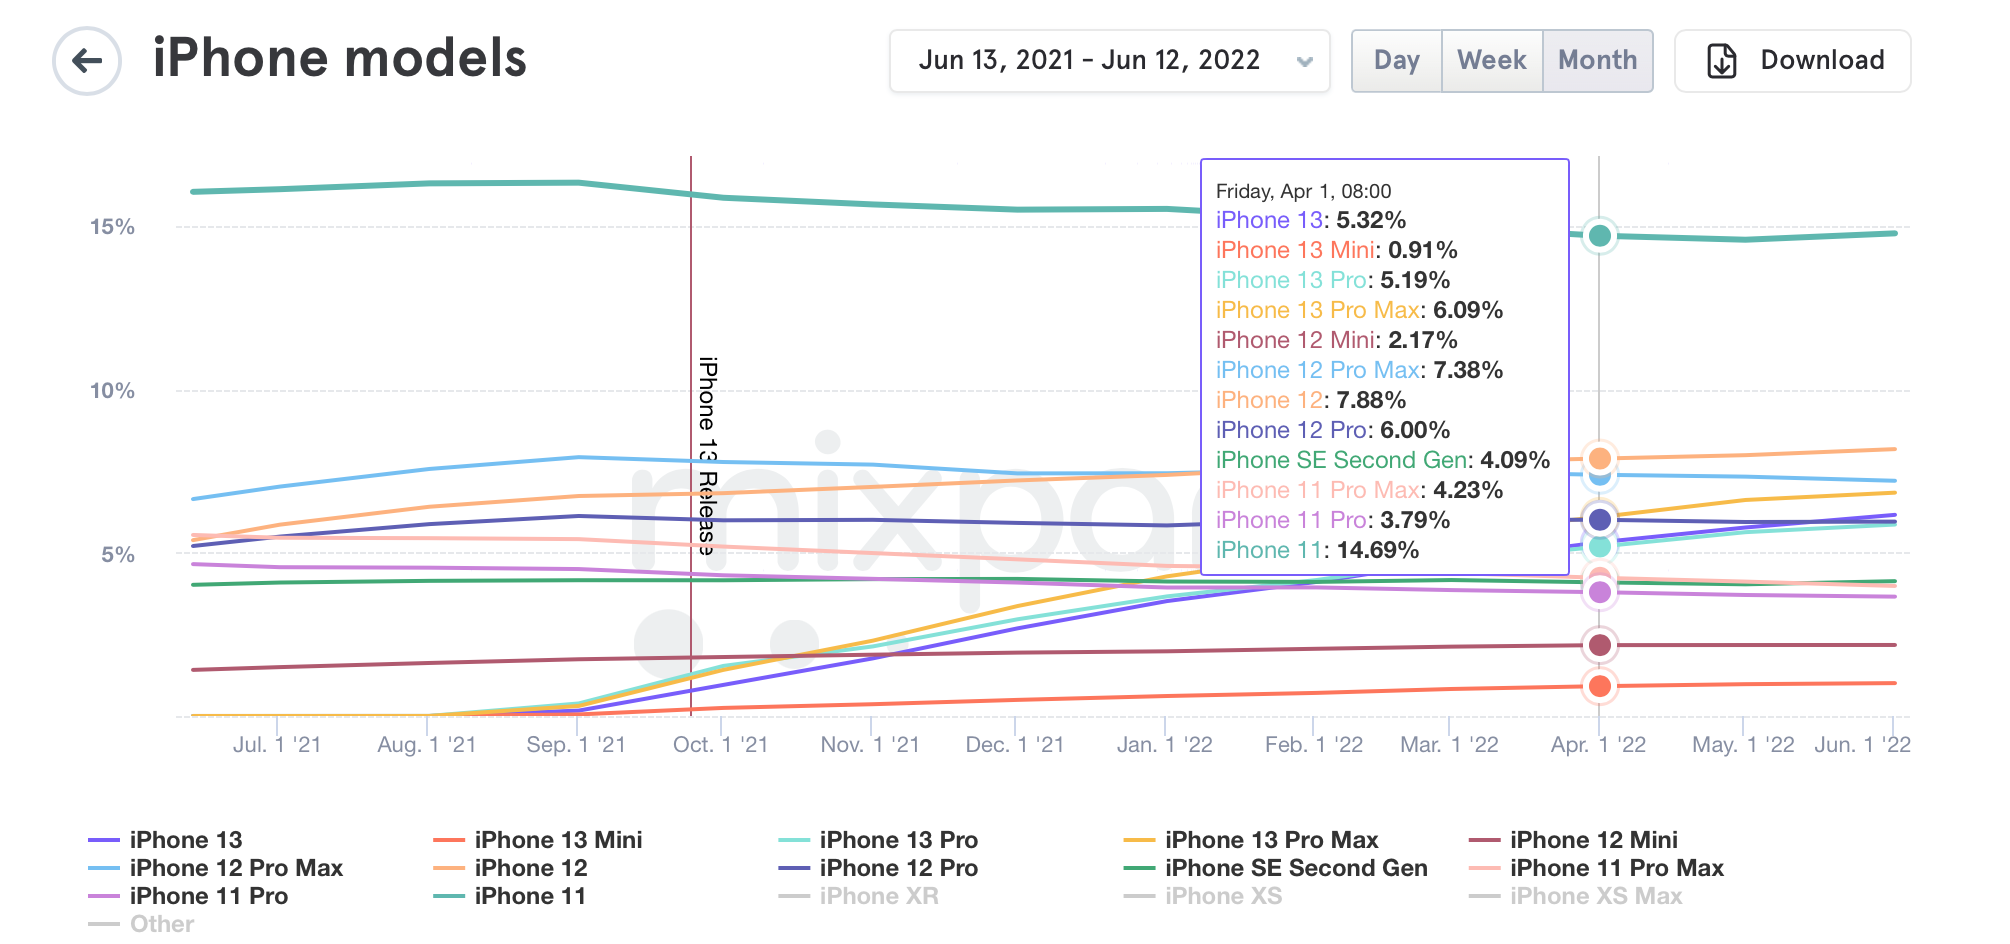 iPhone models
Jun 13, 2021 - Jun 12, 2022
Day Week Month
Download
15%
10%
5%
iPhone 13 Release
mixpa
Friday, Apr 1, 08:00
iPhone 13: 5.32%
iPhone 13 Mini: 0.91%
iPhone 13 Pro: 5.19%
iPhone 13 Pro Max: 6.09%
iPhone 12 Mini: 2.17%
iPhone 12 Pro Max: 7.38%
iPhone 12: 7.88%
iPhone 12 Pro: 6.00%
iPhone SE Second Gen: 4.09%
iPhone 11 Pro Max: 4.23%
iPhone 11 Pro: 3.79%
iPhone 11: 14.69%
Jul. 1 '21 Aug. 1 '21 Sep. 1 '21 Oct. 1 '21 Nov. 1 '21 Dec. 1 '21 Jan. 1 '22 Feb. 1 '22 Mar. 1 '22 Apr. 1 '22 May. 1 '22 Jun. 1 '22
iPhone 13 iPhone 13 Mini iPhone 13 Pro iPhone 13 Pro Max iPhone 12 Mini
iPhone 12 Pro Max iPhone 12 iPhone 12 Pro iPhone SE Second Gen iPhone 11 Pro Max
iPhone 11 Pro iPhone 11 iPhone XR iPhone XS iPhone XS Max
Other